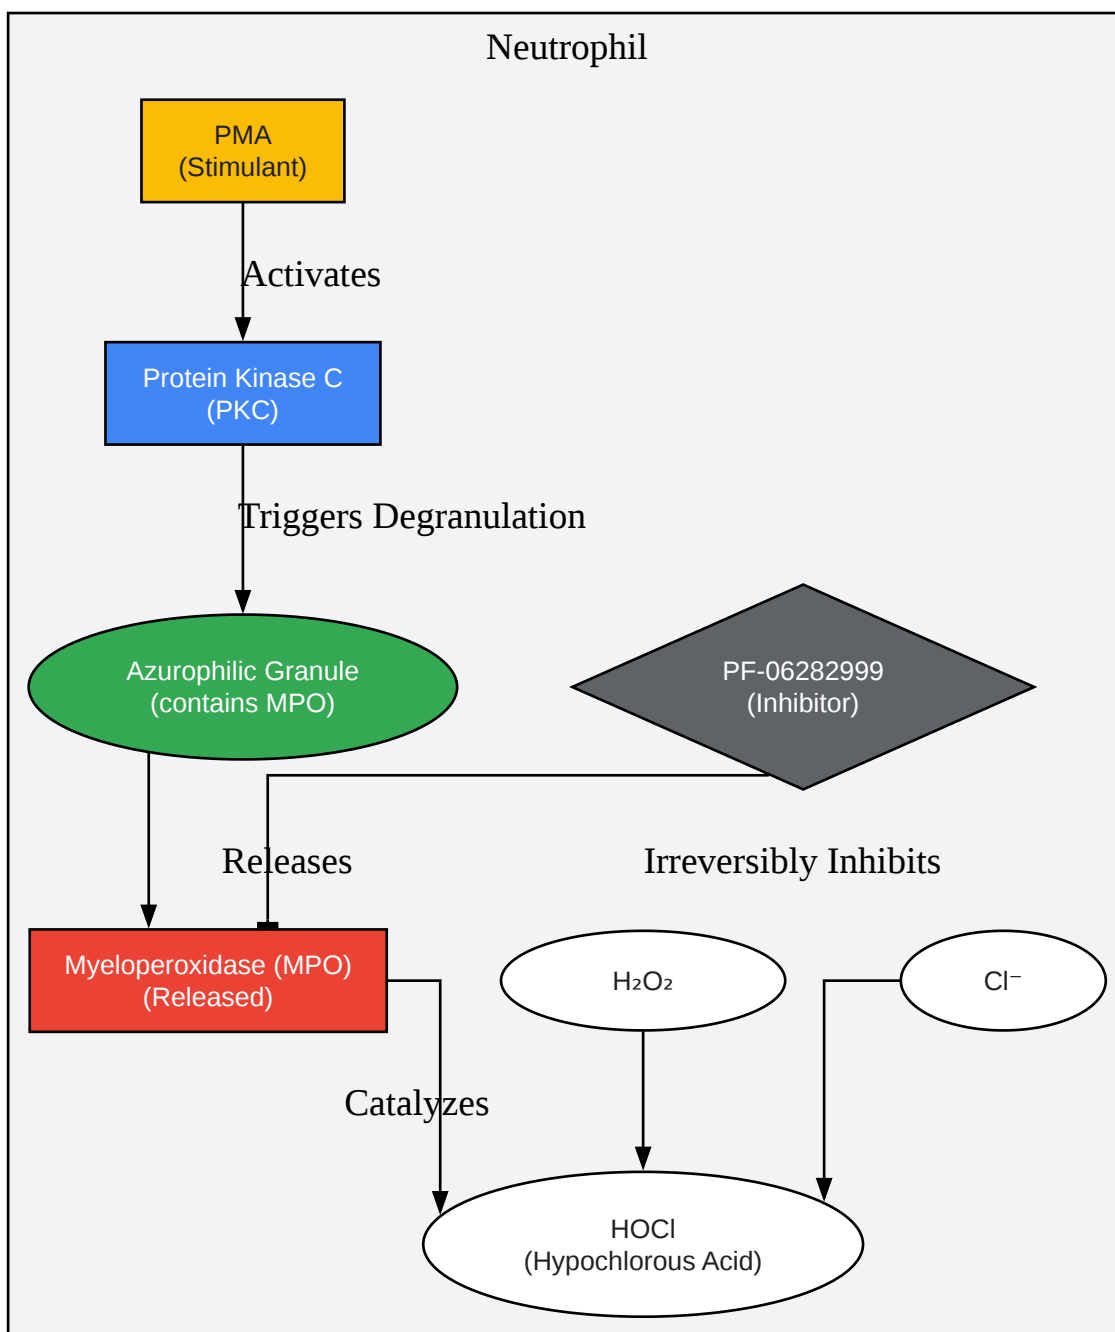 Neutrophil
PMA
(Stimulant)
Activates
Protein Kinase C
(PKC)
Triggers Degranulation
Azurophilic Granule
(contains MPO)
PF-06282999
(Inhibitor)
Releases
Irreversibly Inhibits
Myeloperoxidase (MPO)
(Released)
H₂O₂
Cl⁻
Catalyzes
HOCl
(Hypochlorous Acid)